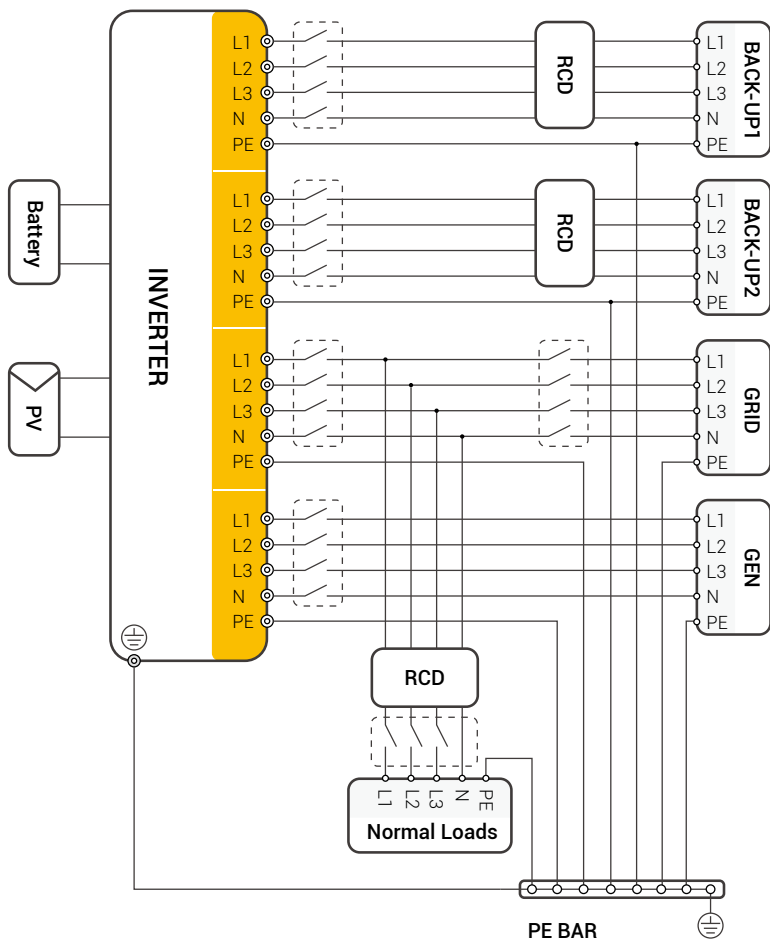 L1
L2
L3
N
PE
RCD
L1
L2
L3
N
PE
BACK-UP1
L1
L2
L3
N
PE
RCD
L1
L2
L3
N
PE
BACK-UP2
Battery
PV
INVERTER
L1
L2
L3
N
PE
L1
L2
L3
N
PE
GRID
L1
L2
L3
N
PE
L1
L2
L3
N
PE
GEN
RCD
L1
L2
L3
N
PE
Normal Loads
PE BAR